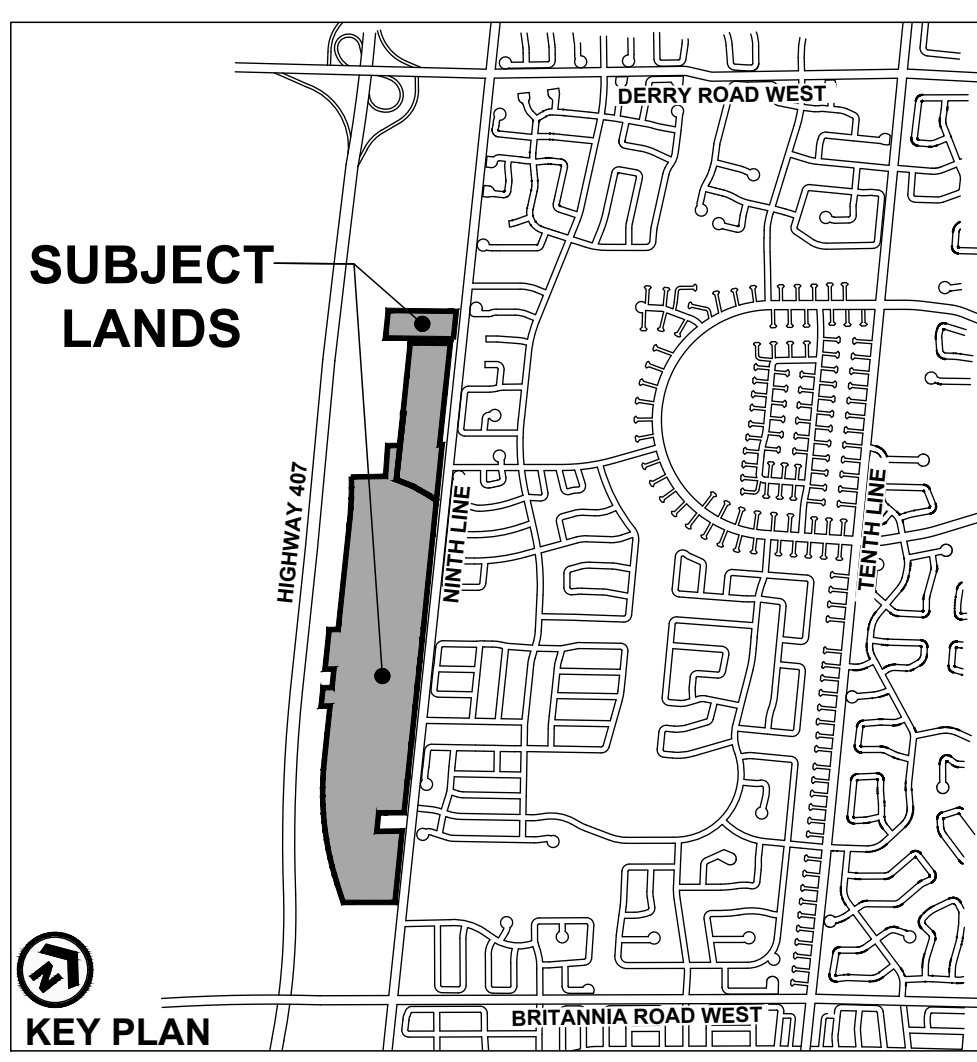 DERRY ROAD WEST
SUBJECT
LANDS
HIGHWAY 407
NINTH LINE
TENTH LINE
N
KEY PLAN
BRITANNIA ROAD WEST